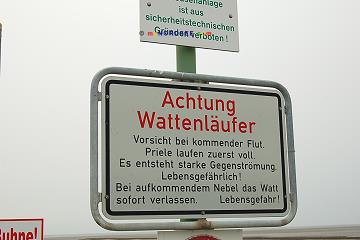 ist aus
sicherheitstechnischen
Gründen verboten!
Achtung
Wattenläufer
Vorsicht bei kommender Flut.
Priele laufen zuerst voll.
Es entsteht starke Gegenströmung.
Lebensgefährlich!
Bei aufkommendem Nebel das Watt
sofort verlassen. Lebensgefahr!
Buhne!